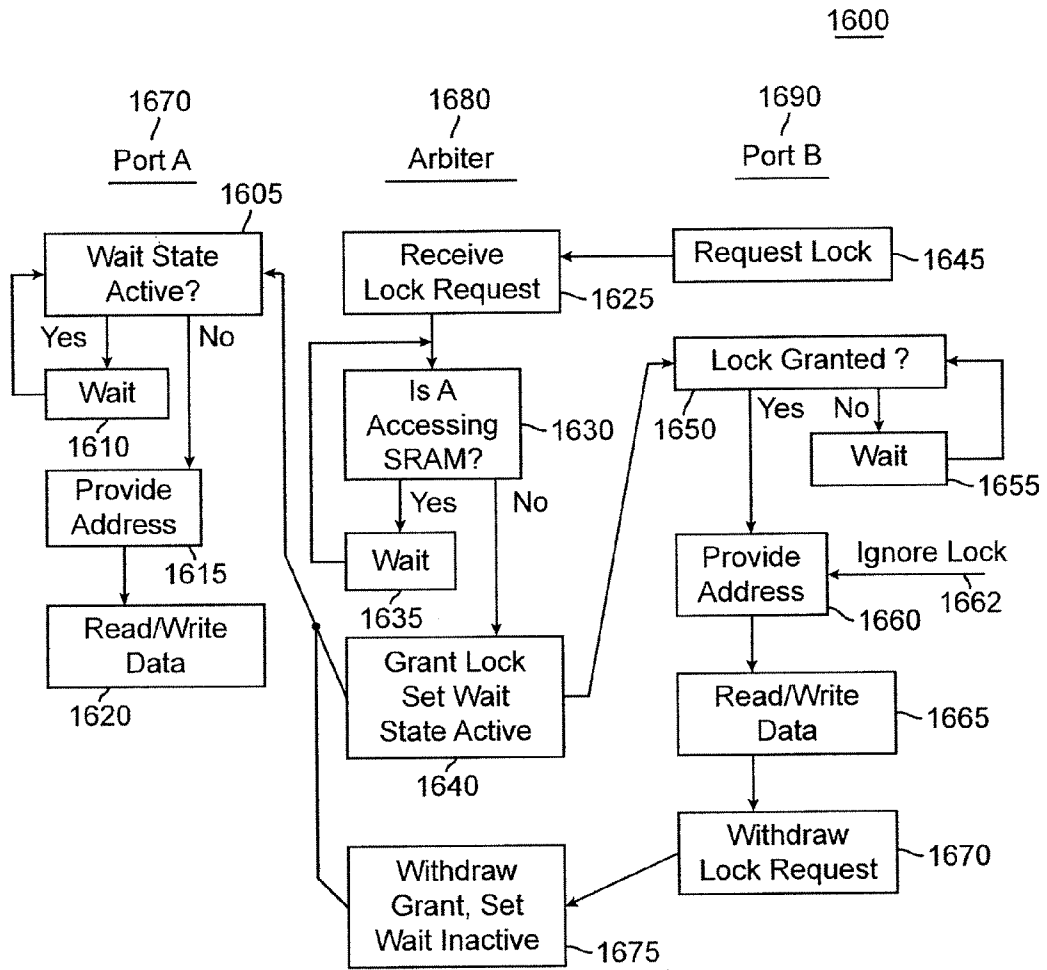 1600
1670
Port A
1680
Arbiter
1690
Port B
1605
Wait State
Active?
Yes
No
Wait
1610
Provide
Address
1615
Read/Write
Data
1620
Receive
Lock Request
1625
Is A
Accessing
SRAM?
1630
Yes
No
Wait
1635
Grant Lock
Set Wait
State Active
1640
Withdraw
Grant, Set
Wait Inactive
1675
Request Lock
1645
Lock Granted ?
1650
Yes
No
Wait
1655
Provide
Address
1660
Ignore Lock
1662
Read/Write
Data
1665
Withdraw
Lock Request
1670